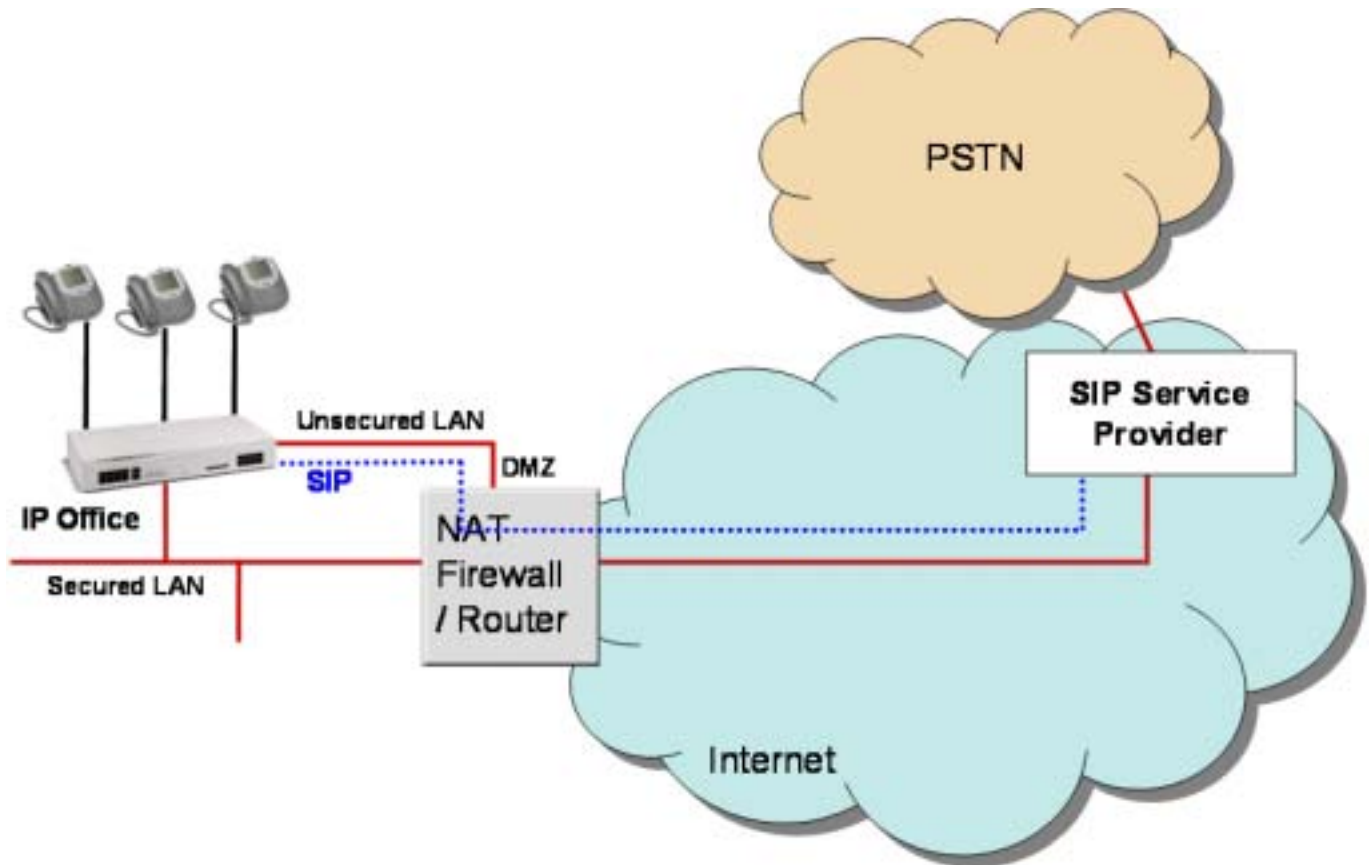 PSTN
SIP Service
Provider
Unsecured LAN
DMZ
SIP
IP Office
NAT
Firewall
/ Router
Secured LAN
Internet